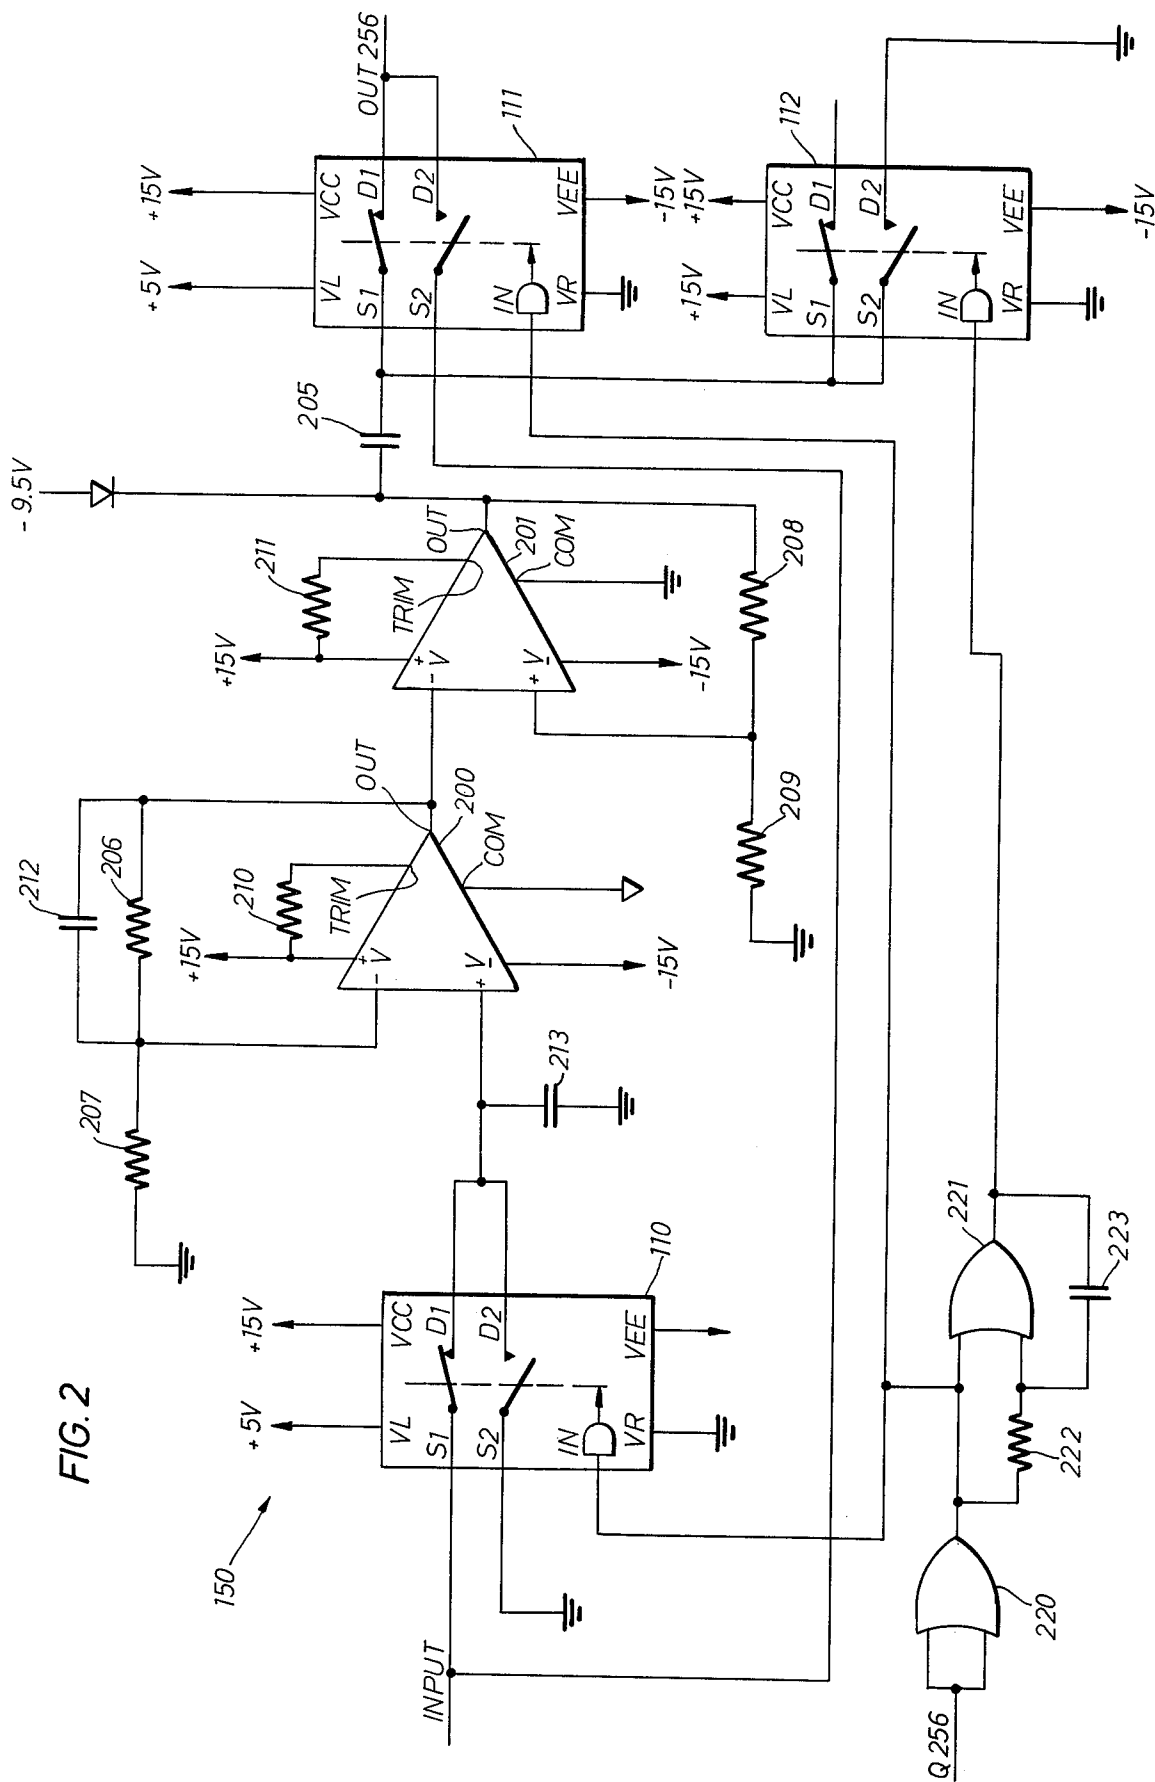 FIG. 2
150
INPUT
+5V
+15V
VL
VCC
S1
D1
S2
D2
IN
VR
VEE
110
207
212
206
+15V
210
TRIM
- +V
+ V-
OUT
200
COM
-15V
213
+15V
211
TRIM
- +V
+ V-
OUT
201
COM
-15V
209
208
-9.5V
205
+5V
+15V
VL
VCC
S1
D1
S2
D2
IN
VR
VEE
111
OUT 256
-15V
+15V
+15V
VL
VCC
S1
D1
S2
D2
IN
VR
VEE
112
-15V
Q256
220
222
221
223